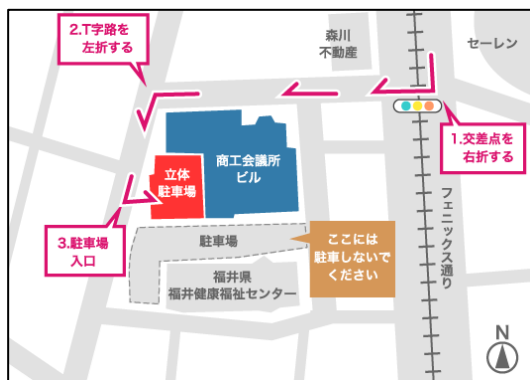 2.T字路を
左折する
森川
不動産
セーレン
1.交差点を
右折する
商工会議所
ビル
立体
駐車場
フェニックス通り
3.駐車場
入口
駐車場
ここには
駐車しないで
ください
福井県
福井健康福祉センター
N